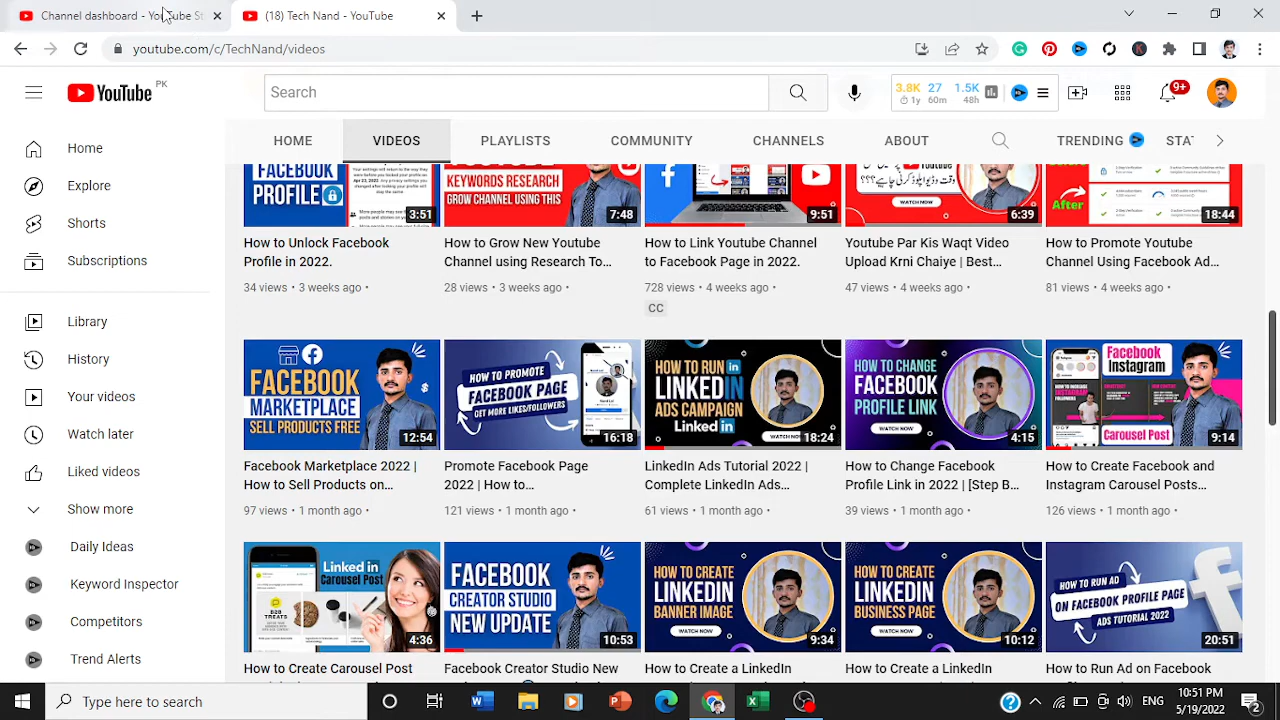 Channel dashboard - YouTube St
(18) Tech Nand - YouTube
youtube.com/c/TechNand/videos
YouTube PK
Search
3.8K 27 1.5K
1y 60m 48h
9+
HOME VIDEOS PLAYLISTS COMMUNITY CHANNELS ABOUT TRENDING STAT
Home
Explore
Shorts
Subscriptions
Library
History
Your videos
Watch later
Liked videos
Show more
Daily Ideas
Keyword Inspector
Competitors
Trend Alerts
FACEBOOK
PROFILE
KEYWORD RESEARCH
7:48
9:51
WATCH NOW
6:39
After
18:44
How to Unlock Facebook
Profile in 2022.
34 views • 3 weeks ago •
How to Grow New Youtube
Channel using Research To...
28 views • 3 weeks ago •
How to Link Youtube Channel
to Facebook Page in 2022.
728 views • 4 weeks ago •
CC
Youtube Par Kis Waqt Video
Upload Krni Chaiye | Best...
47 views • 4 weeks ago •
How to Promote Youtube
Channel Using Facebook Ad...
81 views • 4 weeks ago •
FACEBOOK
MARKETPLACE
SELL PRODUCTS FREE
17:54
HOW TO PROMOTE
FACEBOOK PAGE
GET MORE LIKES/FOLLOWERS
16:18
HOW TO RUN in
LINKEDIN
ADS CAMPAIGN
Linked in
WATCH NOW
8:24
HOW TO CHANGE
FACEBOOK
PROFILE LINK
WATCH NOW
4:15
Facebook
Instagram
Carousel Post
Facebook Marketplace 2022 |
How to Sell Products on...
97 views • 1 month ago •
Promote Facebook Page
2022 | How to...
121 views • 1 month ago •
LinkedIn Ads Tutorial 2022 |
Complete LinkedIn Ads...
61 views • 1 month ago •
How to Change Facebook
Profile Link in 2022 | [Step B...
39 views • 1 month ago •
How to Create Facebook and
Instagram Carousel Posts...
126 views • 1 month ago •
Linked in
Carousel Post
B2B
TREATS
4:36
FACEBOOK
CREATOR STUDIO
NEW UPDATE
10:53
HOW TO CREATE
LINKEDIN
BANNER IMAGE
WATCH NOW
9:34
HOW TO CREATE
LINKEDIN
BUSINESS PAGE
WATCH NOW
10:12
HOW TO RUN AD
ON FACEBOOK PROFILE PAGE
ADS TUTORIAL 2022
20:51
How to Create Carousel Post
Facebook Creator Studio New
How to Create a LinkedIn
How to Create a LinkedIn
How to Run Ad on Facebook
Type here to search
ENG
10:51 PM
5/19/2022
2